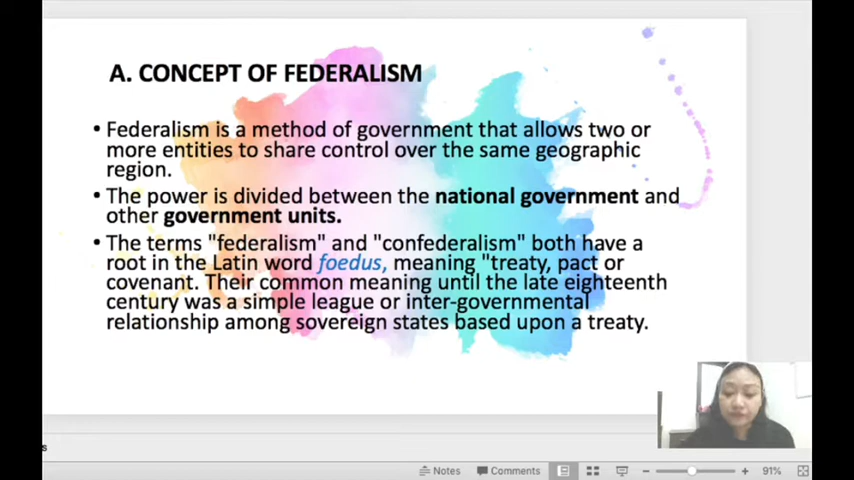 A. CONCEPT OF FEDERALISM
• Federalism is a method of government that allows two or
more entities to share control over the same geographic
region.
• The power is divided between the national government and
other government units.
• The terms "federalism" and "confederalism" both have a
root in the Latin word foedus, meaning "treaty, pact or
covenant. Their common meaning until the late eighteenth
century was a simple league or inter-governmental
relationship among sovereign states based upon a treaty.
s
Notes Comments 91%